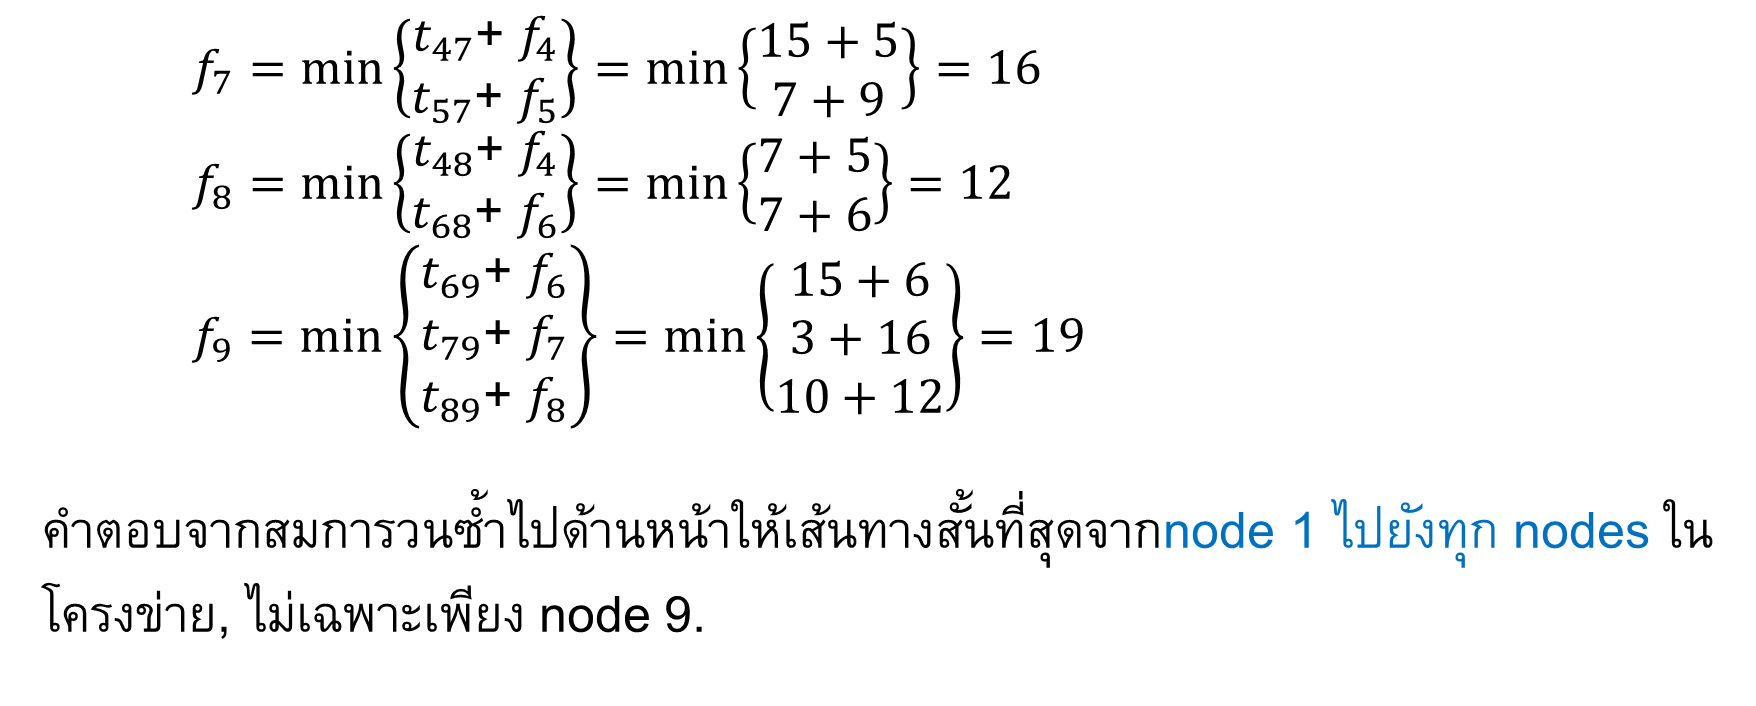 f₇ = min {t₄₇+ f₄, t₅₇+ f₅} = min {15 + 5, 7 + 9} = 16
f₈ = min {t₄₈+ f₄, t₆₈+ f₆} = min {7 + 5, 7 + 6} = 12
f₉ = min {t₆₉+ f₆, t₇₉+ f₇, t₈₉+ f₈} = min {15 + 6, 3 + 16, 10 + 12} = 19
คำตอบจากสมการวนซ้ำไปด้านหน้าให้เส้นทางสั้นที่สุดจากnode 1 ไปยังทุก nodes ใน
โครงข่าย, ไม่เฉพาะเพียง node 9.